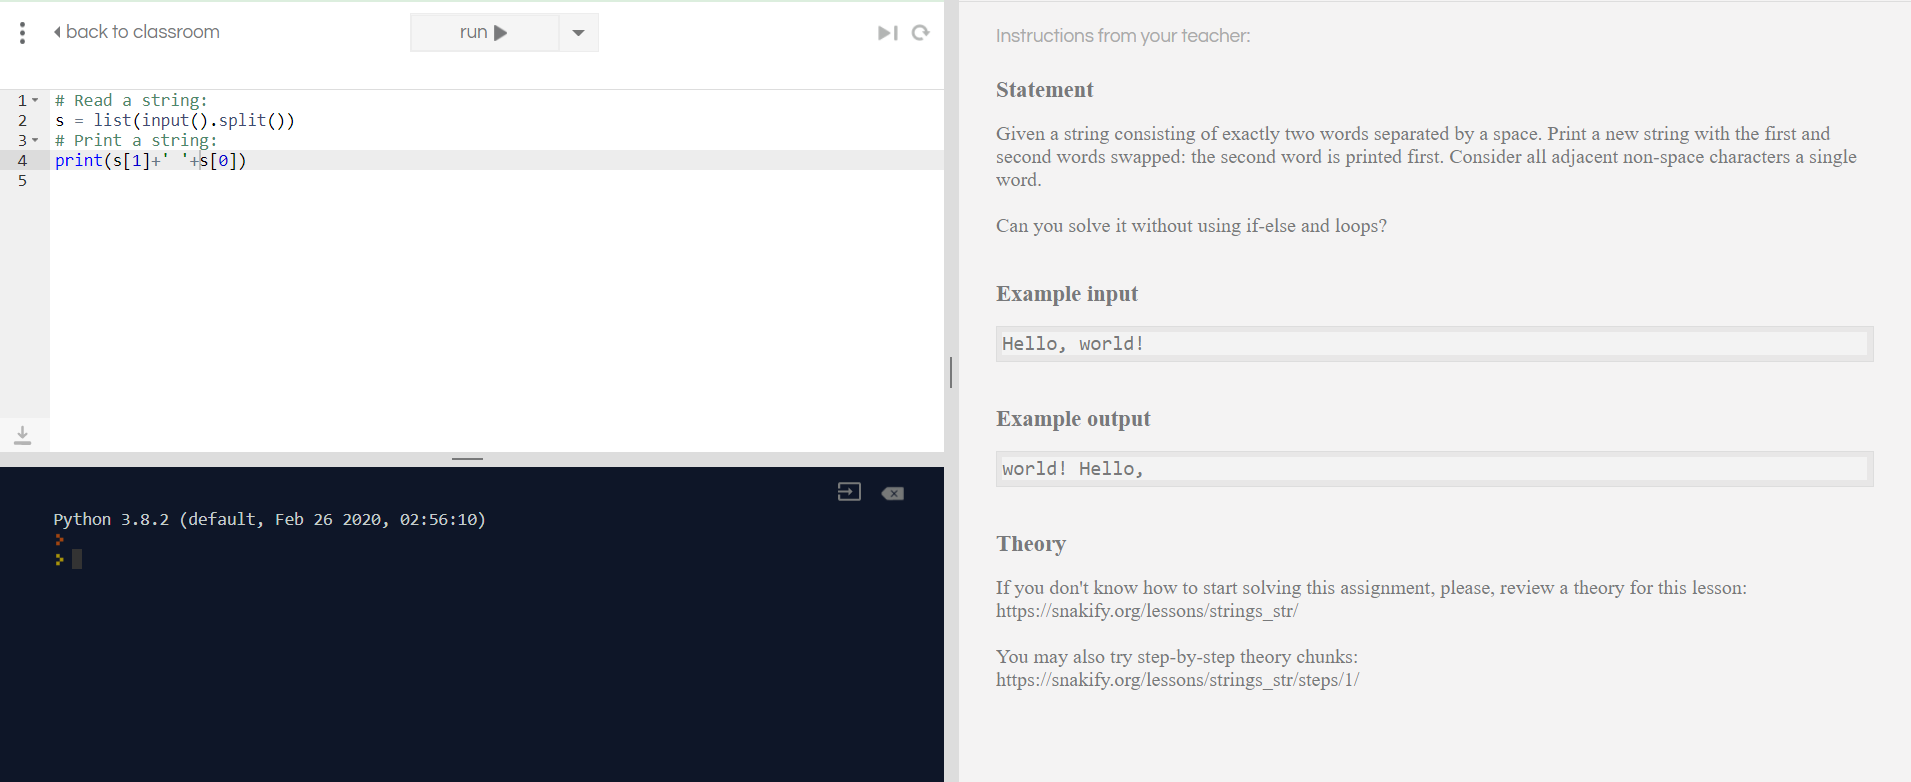 back to classroom
run
1 # Read a string:
2 s = list(input().split())
3 # Print a string:
4 print(s[1]+' '+s[0])
5
Python 3.8.2 (default, Feb 26 2020, 02:56:10)
Instructions from your teacher:
Statement
Given a string consisting of exactly two words separated by a space. Print a new string with the first and
second words swapped: the second word is printed first. Consider all adjacent non-space characters a single
word.
Can you solve it without using if-else and loops?
Example input
Hello, world!
Example output
world! Hello,
Theory
If you don't know how to start solving this assignment, please, review a theory for this lesson:
https://snakify.org/lessons/strings_str/
You may also try step-by-step theory chunks:
https://snakify.org/lessons/strings_str/steps/1/